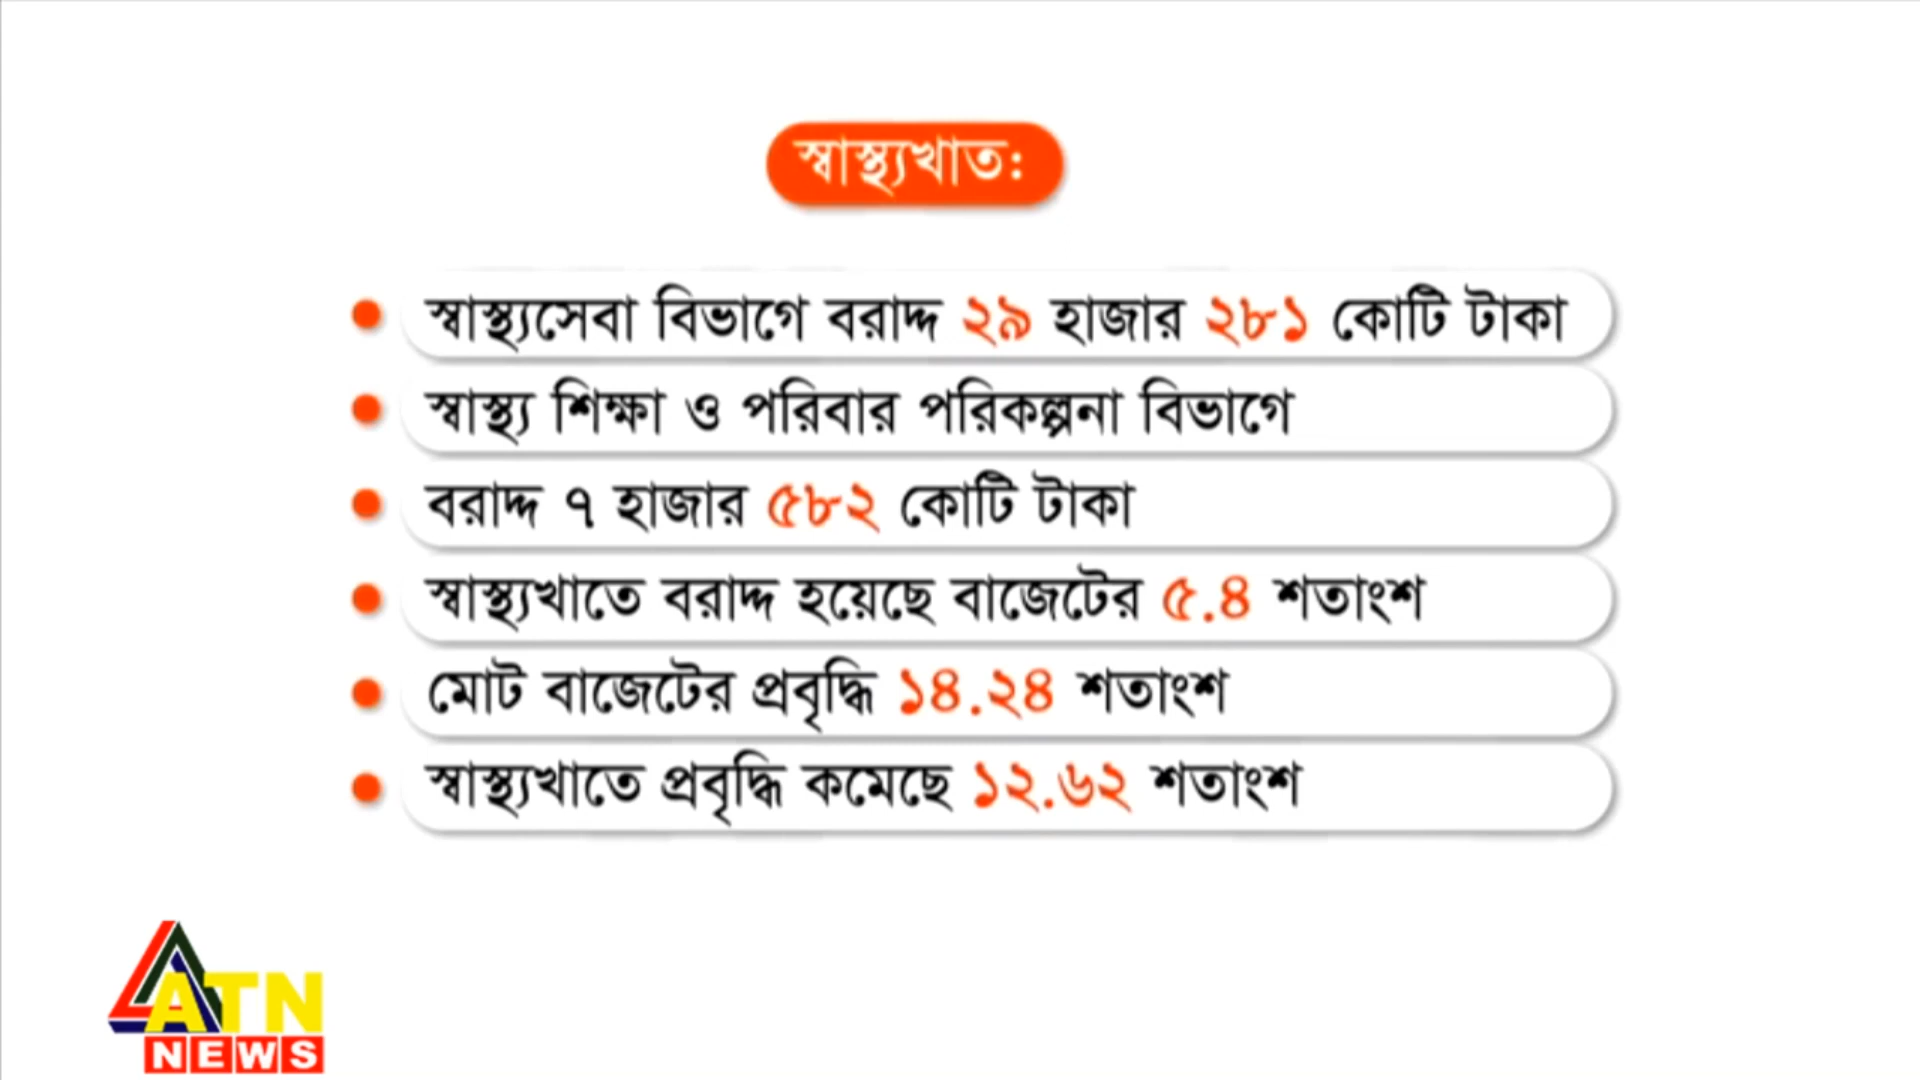 স্বাস্থ্যখাত:
স্বাস্থ্যসেবা বিভাগে বরাদ্দ ২৯ হাজার ২৮১ কোটি টাকা
স্বাস্থ্য শিক্ষা ও পরিবার পরিকল্পনা বিভাগে
বরাদ্দ ৭ হাজার ৫৮২ কোটি টাকা
স্বাস্থ্যখাতে বরাদ্দ হয়েছে বাজেটের ৫.৪ শতাংশ
মোট বাজেটের প্রবৃদ্ধি ১৪.২৪ শতাংশ
স্বাস্থ্যখাতে প্রবৃদ্ধি কমেছে ১২.৬২ শতাংশ
ATN
NEWS